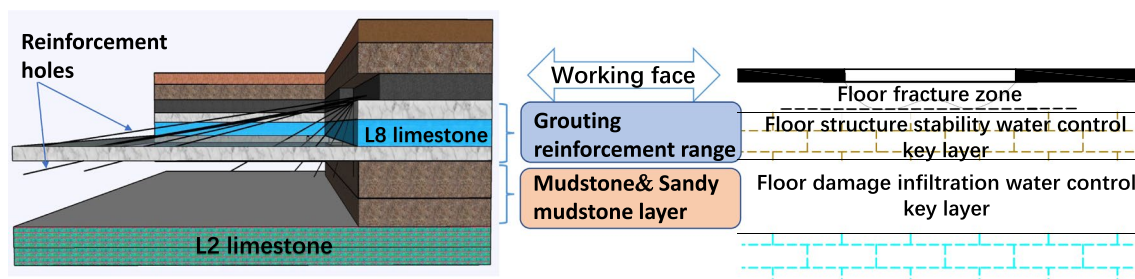 Reinforcement
holes
L8 limestone
L2 limestone
Working face
Grouting
reinforcement range
Mudstone& Sandy
mudstone layer
Floor fracture zone
Floor structure stability water control
key layer
Floor damage infiltration water control
key layer